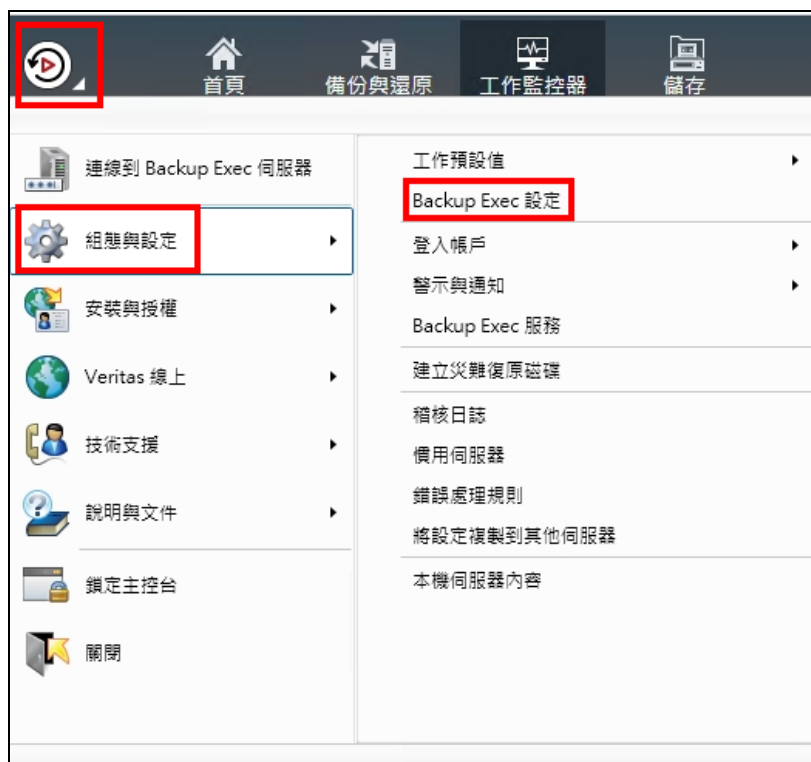 首頁
備份與還原
工作監控器
儲存
連線到 Backup Exec 伺服器
組態與設定
安裝與授權
Veritas 線上
技術支援
說明與文件
鎖定主控台
關閉
工作預設值
Backup Exec 設定
登入帳戶
警示與通知
Backup Exec 服務
建立災難復原磁碟
稽核日誌
慣用伺服器
錯誤處理規則
將設定複製到其他伺服器
本機伺服器內容